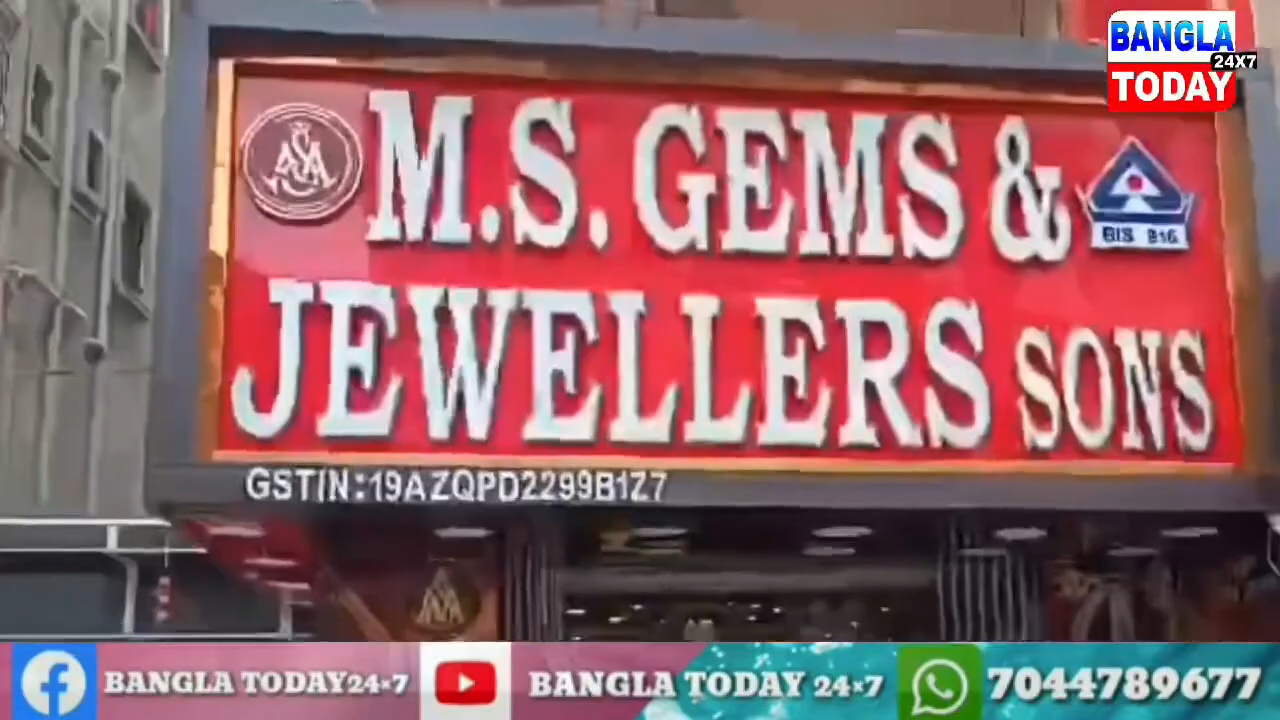 BANGLA
24X7
TODAY
M.S. GEMS &
BIS 916
JEWELLERS SONS
GSTIN:19AZQPD2299B1Z7
BANGLA TODAY24×7
BANGLA TODAY 24×7
7044789677